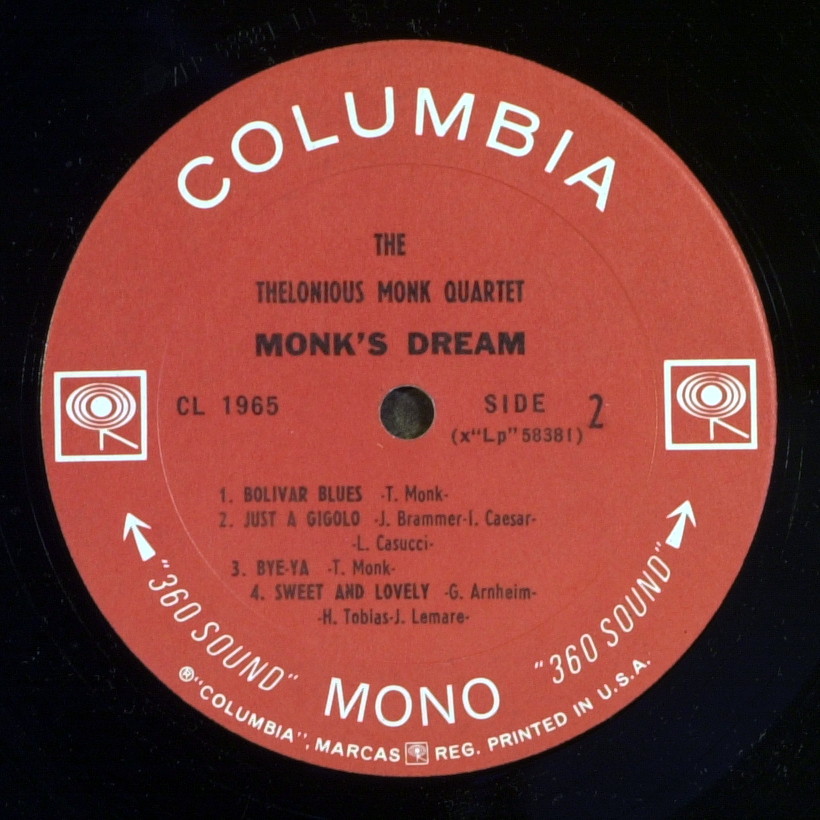 COLUMBIA
THE
THELONIOUS MONK QUARTET
MONK'S DREAM
CL 1965
SIDE 2
(x"Lp"58381)
1. BOLIVAR BLUES -T. Monk-
2. JUST A GIGOLO -J. Brammer-I. Caesar-
-L. Casucci-
3. BYE-YA -T. Monk-
4. SWEET AND LOVELY -G. Arnheim-
-H. Tobias-J. Lemare-
"360 SOUND" MONO "360 SOUND"
®"COLUMBIA", MARCAS REG. PRINTED IN U.S.A.